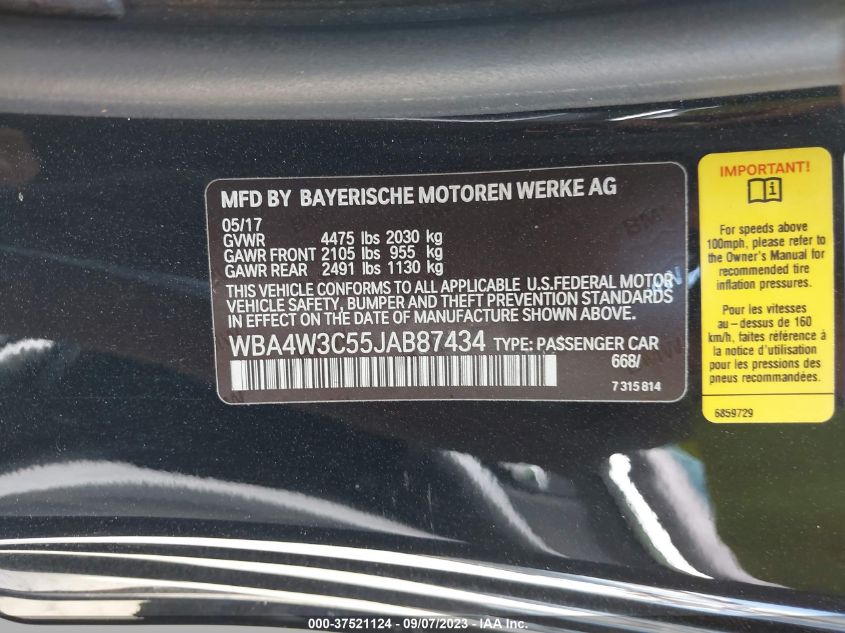 MFD BY BAYERISCHE MOTOREN WERKE AG
05/17
GVWR 4475 lbs 2030 kg
GAWR FRONT 2105 lbs 955 kg
GAWR REAR 2491 lbs 1130 kg
THIS VEHICLE CONFORMS TO ALL APPLICABLE U.S.FEDERAL MOTOR
VEHICLE SAFETY, BUMPER AND THEFT PREVENTION STANDARDS
IN EFFECT ON DATE OF MANUFACTURE SHOWN ABOVE.
WBA4W3C55JAB87434 TYPE: PASSENGER CAR
668/
7 315 814
IMPORTANT!
For speeds above
100mph, please refer to
the Owner's Manual for
recommended tire
inflation pressures.
Pour les vitesses
au-dessus de 160
km/h, faites référence à
la notice d'utilisation
pour les pressions des
pneus recommandées.
6859729
000-37521124 - 09/07/2023 - IAA Inc.